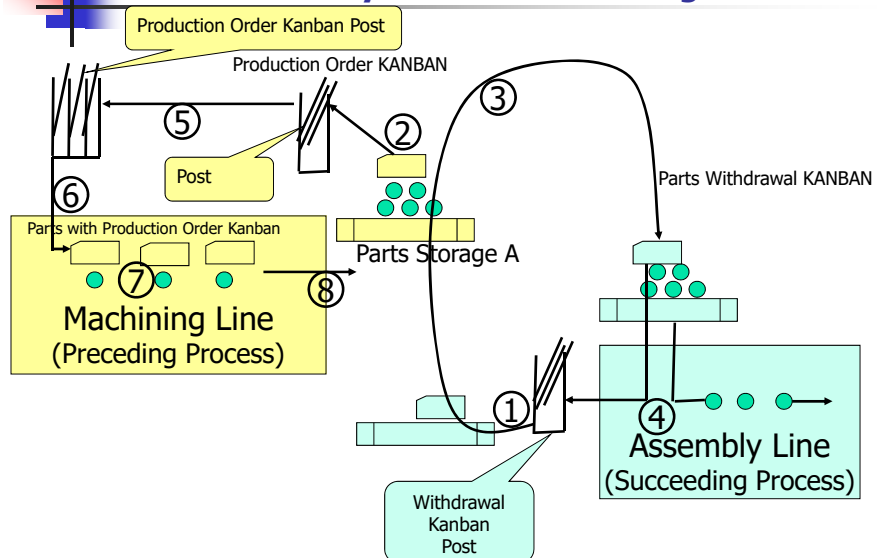 Production Order Kanban Post
Production Order KANBAN
③
⑤
②
Post
⑥
Parts Withdrawal KANBAN
Parts with Production Order Kanban
Parts Storage A
⑦
⑧
Machining Line
(Preceding Process)
①
④
Assembly Line
(Succeeding Process)
Withdrawal
Kanban
Post